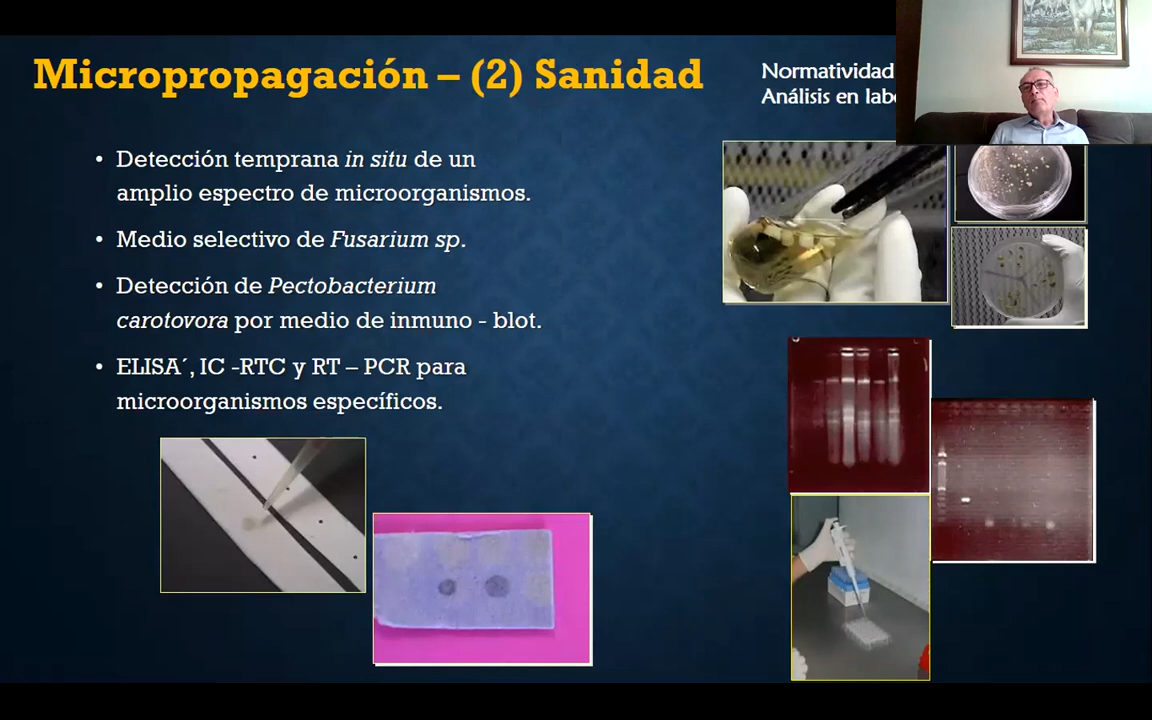 Micropropagación – (2) Sanidad
Normatividad
Análisis en
• Detección temprana in situ de un
amplio espectro de microorganismos.
• Medio selectivo de Fusarium sp.
• Detección de Pectobacterium
carotovora por medio de inmuno - blot.
• ELISA´, IC -RTC y RT – PCR para
microorganismos específicos.